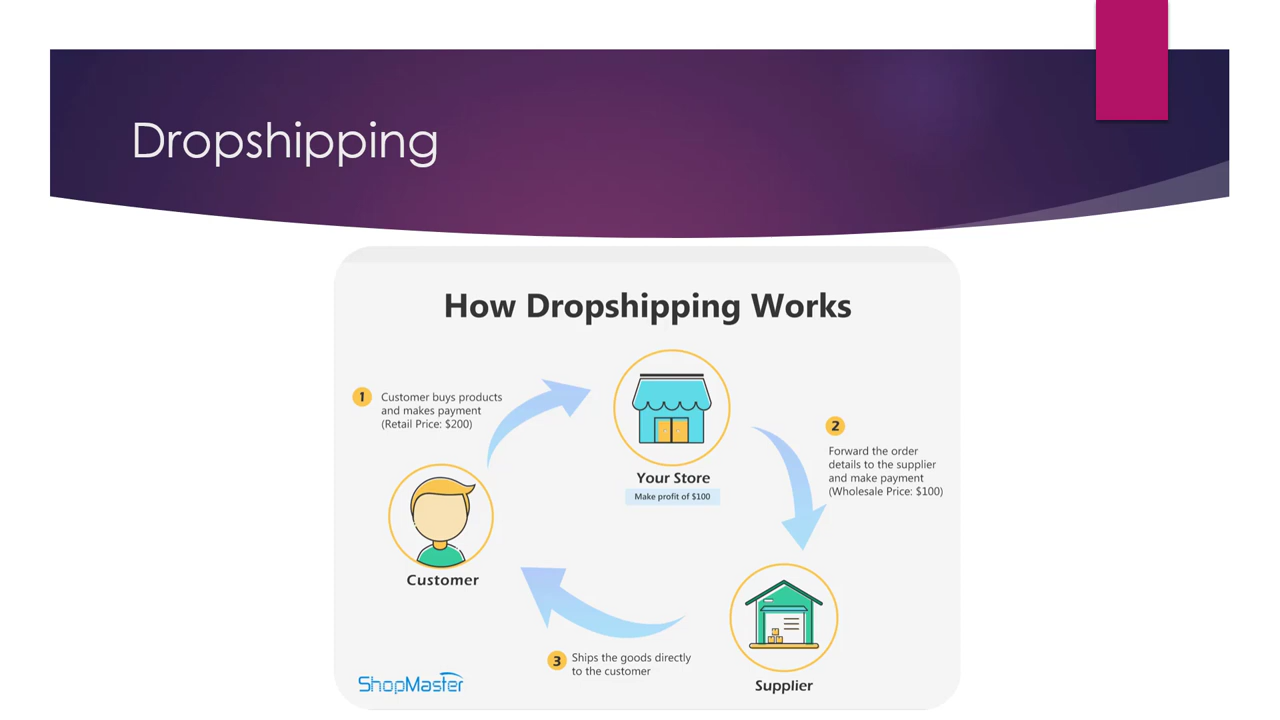 Dropshipping
How Dropshipping Works
1
Customer buys products
and makes payment
(Retail Price: $200)
Your Store
Make profit of $100
2
Forward the order
details to the supplier
and make payment
(Wholesale Price: $100)
Customer
3
Ships the goods directly
to the customer
Supplier
ShopMaster